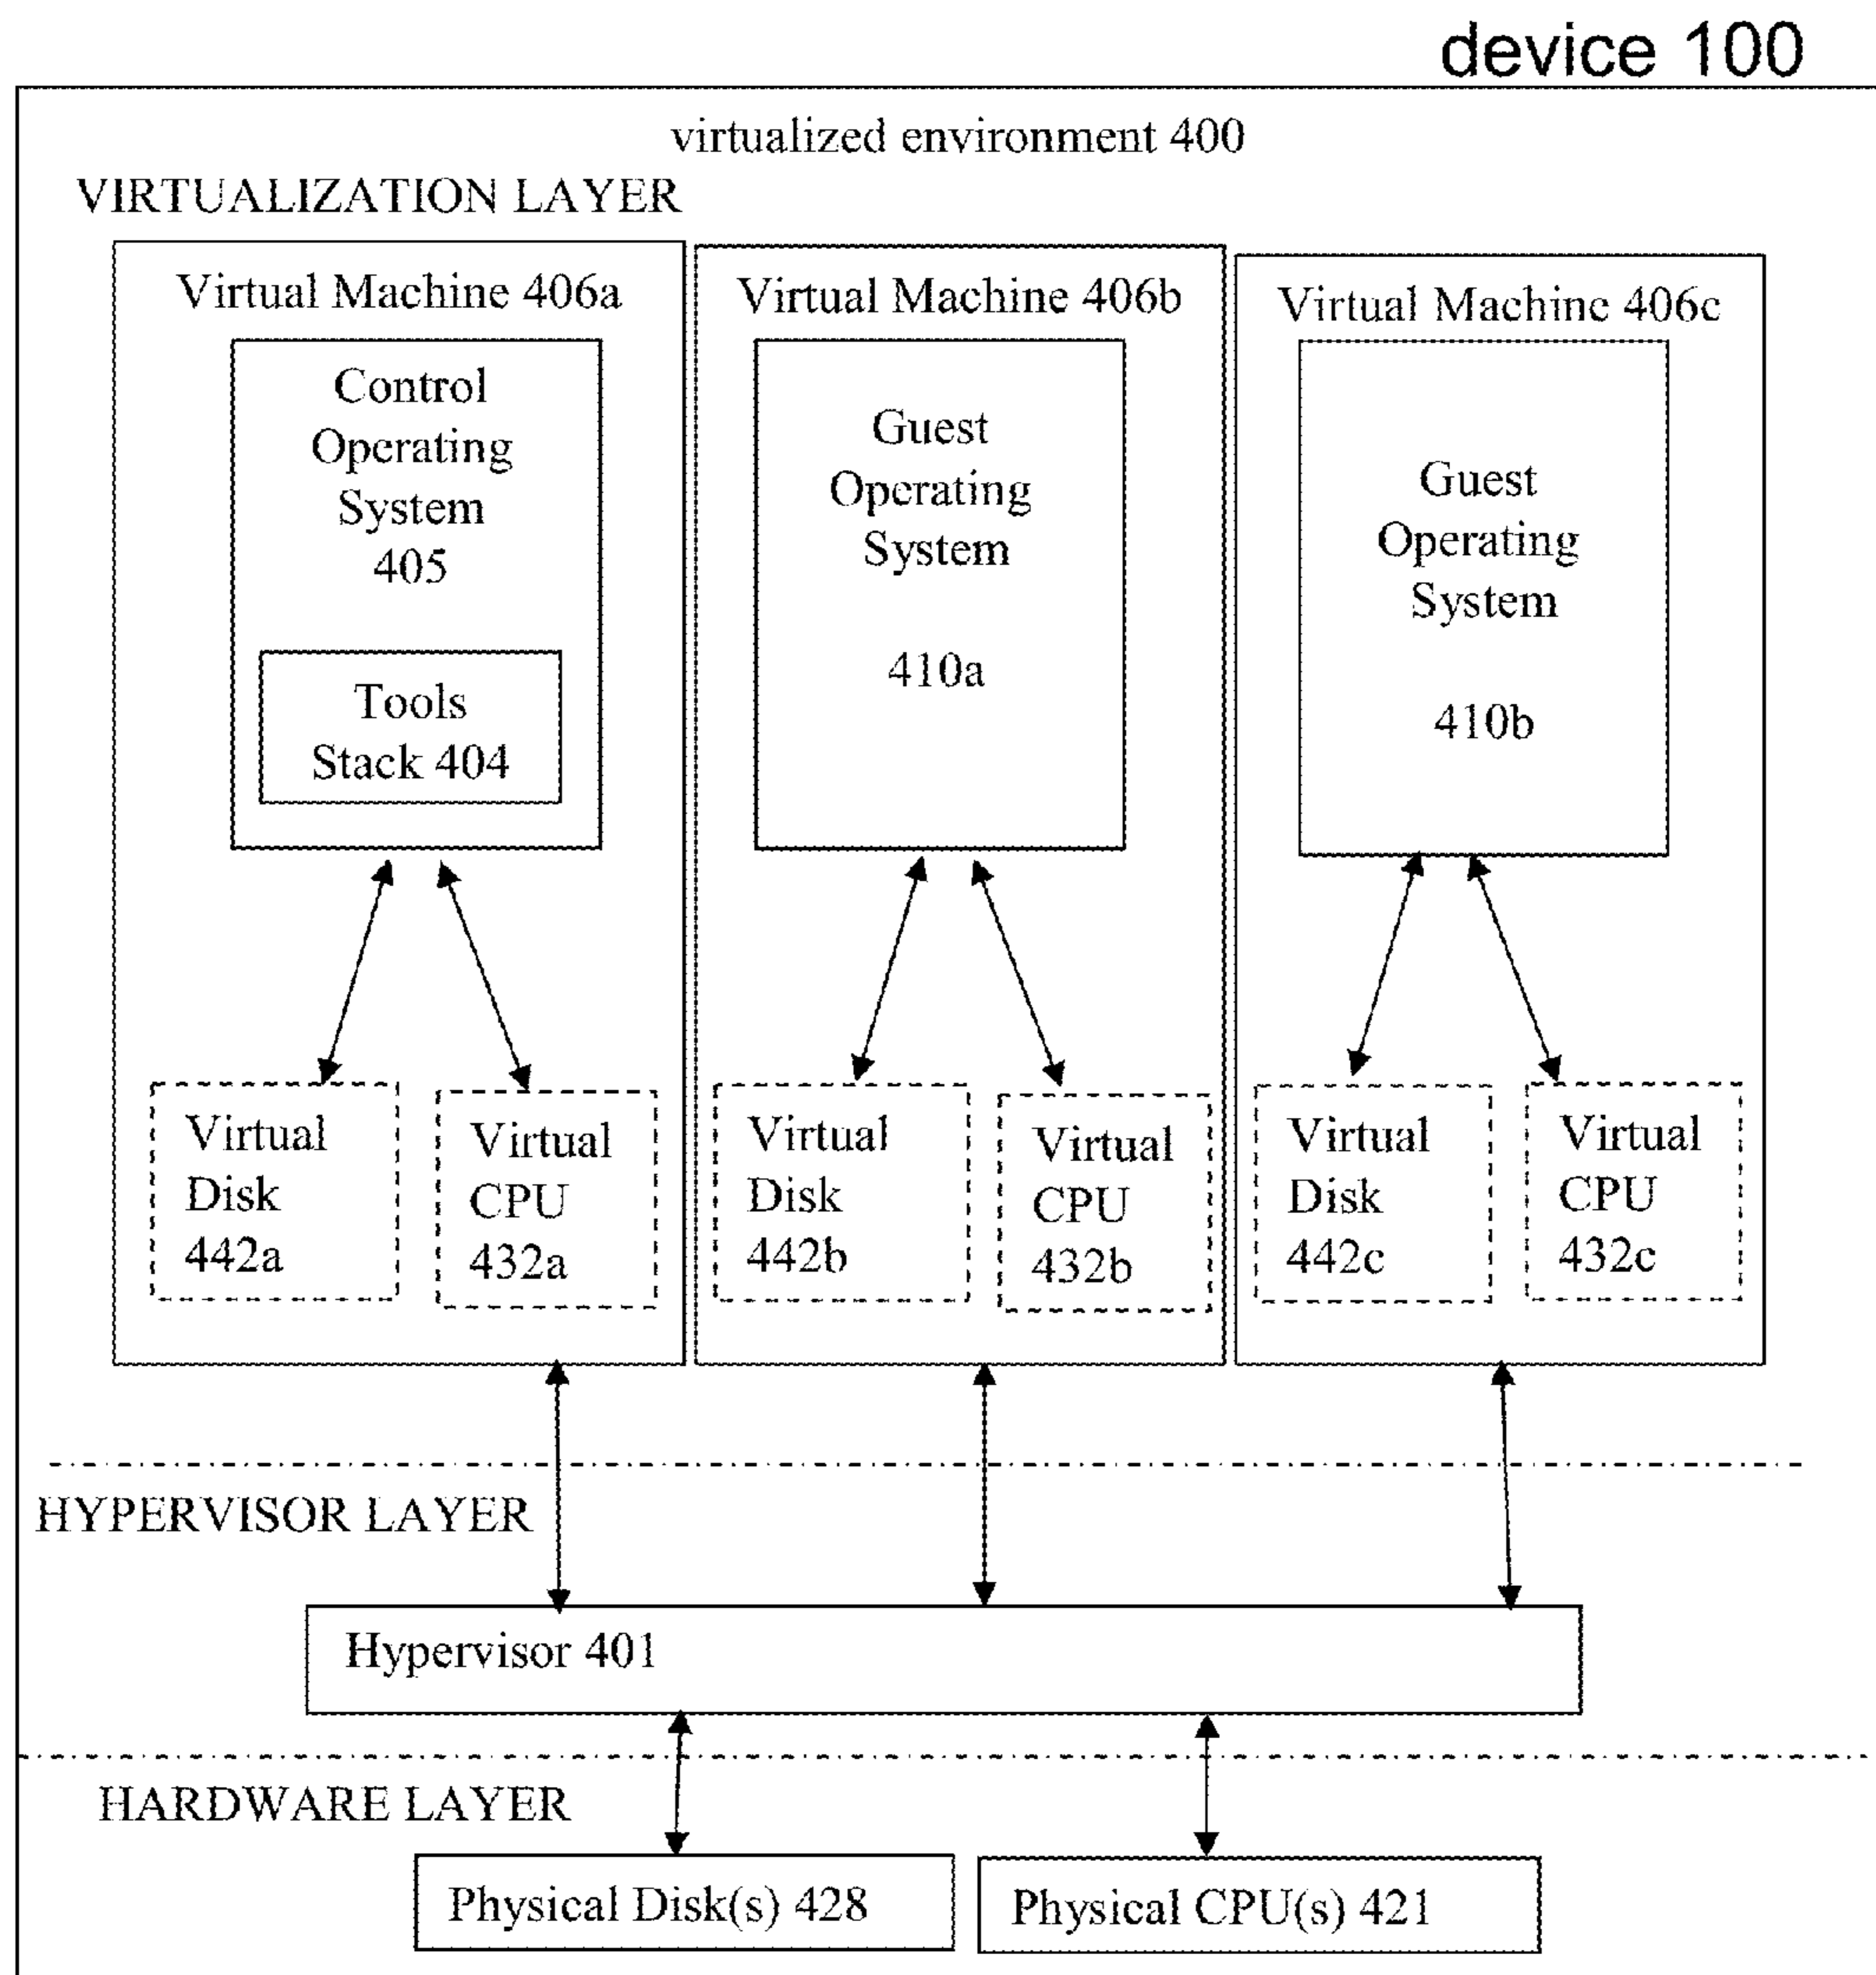 device 100
virtualized environment 400
VIRTUALIZATION LAYER
Virtual Machine 406a
Control
Operating
System
405
Tools
Stack 404
Virtual
Disk
442a
Virtual
CPU
432a
Virtual Machine 406b
Guest
Operating
System
410a
Virtual
Disk
442b
Virtual
CPU
432b
Virtual Machine 406c
Guest
Operating
System
410b
Virtual
Disk
442c
Virtual
CPU
432c
HYPERVISOR LAYER
Hypervisor 401
HARDWARE LAYER
Physical Disk(s) 428
Physical CPU(s) 421